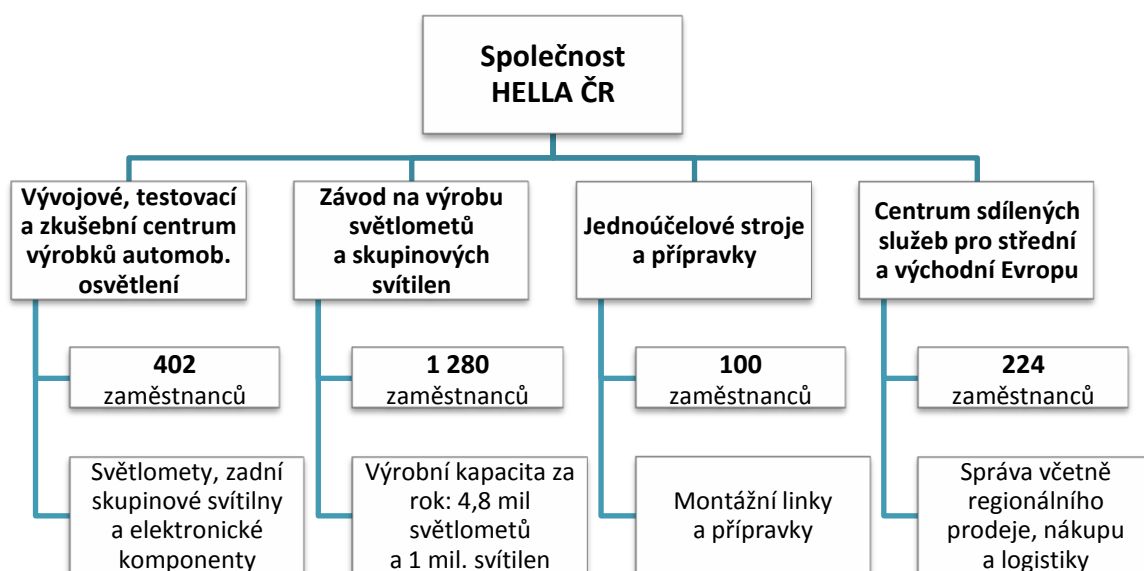 Společnost
HELLA ČR
Vývojové, testovací
a zkušební centrum
výrobků automob.
osvětlení
402
zaměstnanců
Světlomety, zadní
skupinové svítilny
a elektronické
komponenty
Závod na výrobu
světlometů
a skupinových
svítilen
1 280
zaměstnanců
Výrobní kapacita za
rok: 4,8 mil
světlometů
a 1 mil. svítilen
Jednoúčelové stroje
a přípravky
100
zaměstnanců
Montážní linky
a přípravky
Centrum sdílených
služeb pro střední
a východní Evropu
224
zaměstnanců
Správa včetně
regionálního
prodeje, nákupu
a logistiky